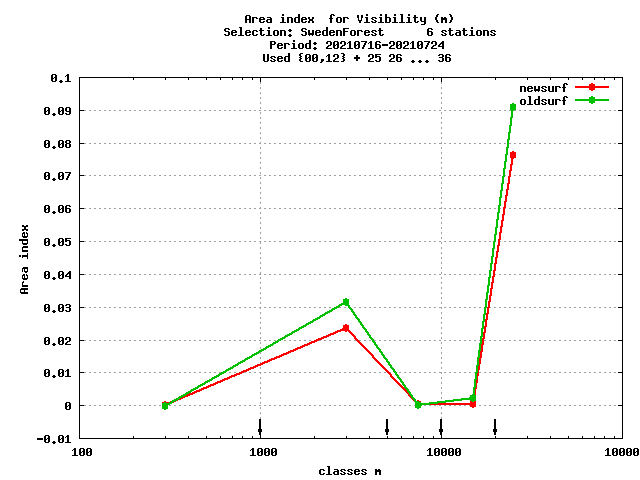 Area index  for Visibility (m)
Selection: SwedenForest      6 stations
Period: 20210716-20210724
Used {00,12} + 25 26 ... 36
0.1
newsurf
oldsurf
0.09
0.08
0.07
0.06
0.05
0.04
0.03
0.02
0.01
0
-0.01
Area index
100
1000
10000
10000
classes m